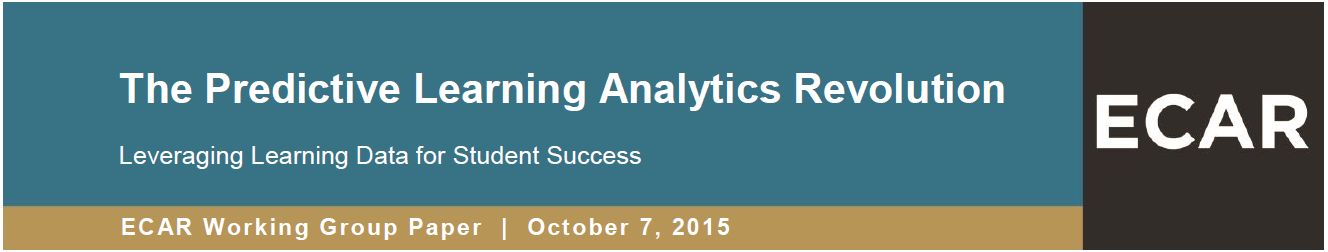 The Predictive Learning Analytics Revolution
Leveraging Learning Data for Student Success
ECAR Working Group Paper | October 7, 2015
ECAR